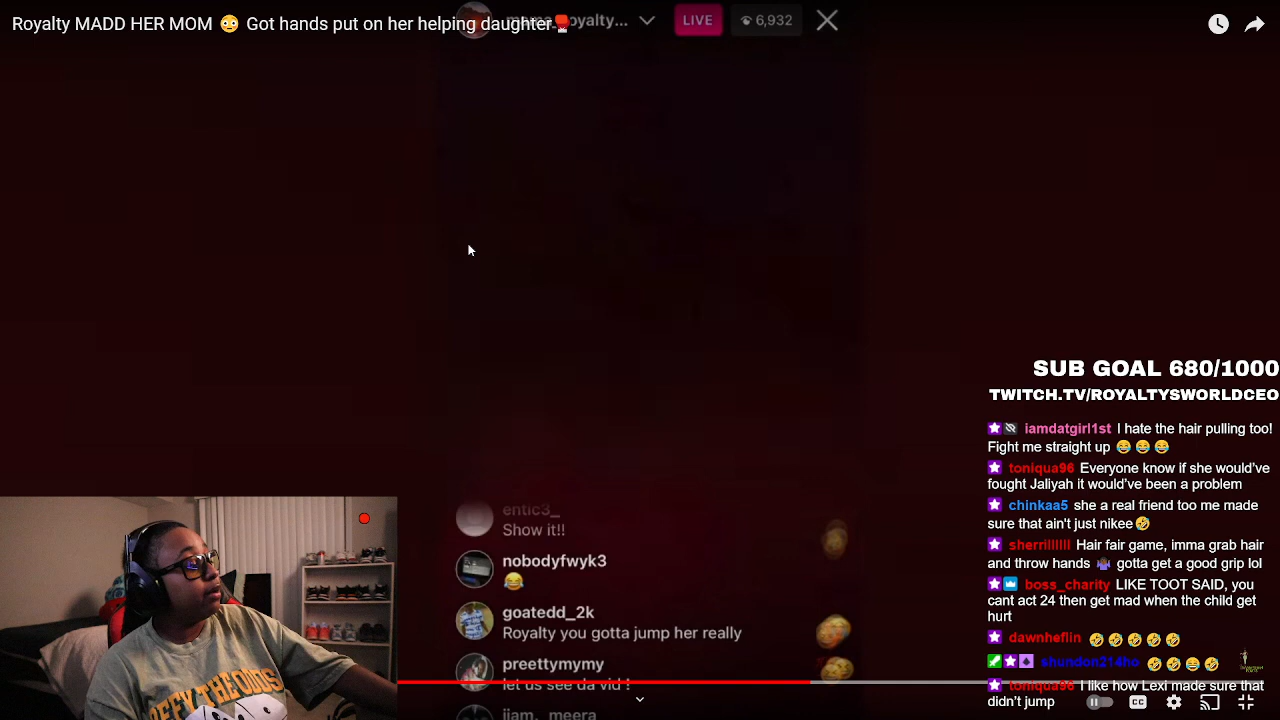 Royalty MADD HER MOM 😳 Got hands put on her helping daughter🥊
LIVE
6,932
entic3_
Show it!!
nobodyfwyk3
😂
goatedd_2k
Royalty you gotta jump her really
preettymymy
let us see da vid !
iiam._meera
SUB GOAL 680/1000
TWITCH.TV/ROYALTYSWORLDCEO
iamdatgirl1st I hate the hair pulling too!
Fight me straight up 😂 😂 😂
toniqua96 Everyone know if she would've
fought Jaliyah it would've been a problem
chinkaa5 she a real friend too me made
sure that ain't just nikee🤣
sherrillllll Hair fair game, imma grab hair
and throw hands 🤷🏾‍♀️ gotta get a good grip lol
boss_charity LIKE TOOT SAID, you
cant act 24 then get mad when the child get
hurt
dawnheflin 🤣 🤣 🤣 🤣 🤣
shundon214ho 🤣 🤣 😂 🤣
toniqua96 I like how Lexi made sure that
didn't jump
CC
DEFY THE ODDS